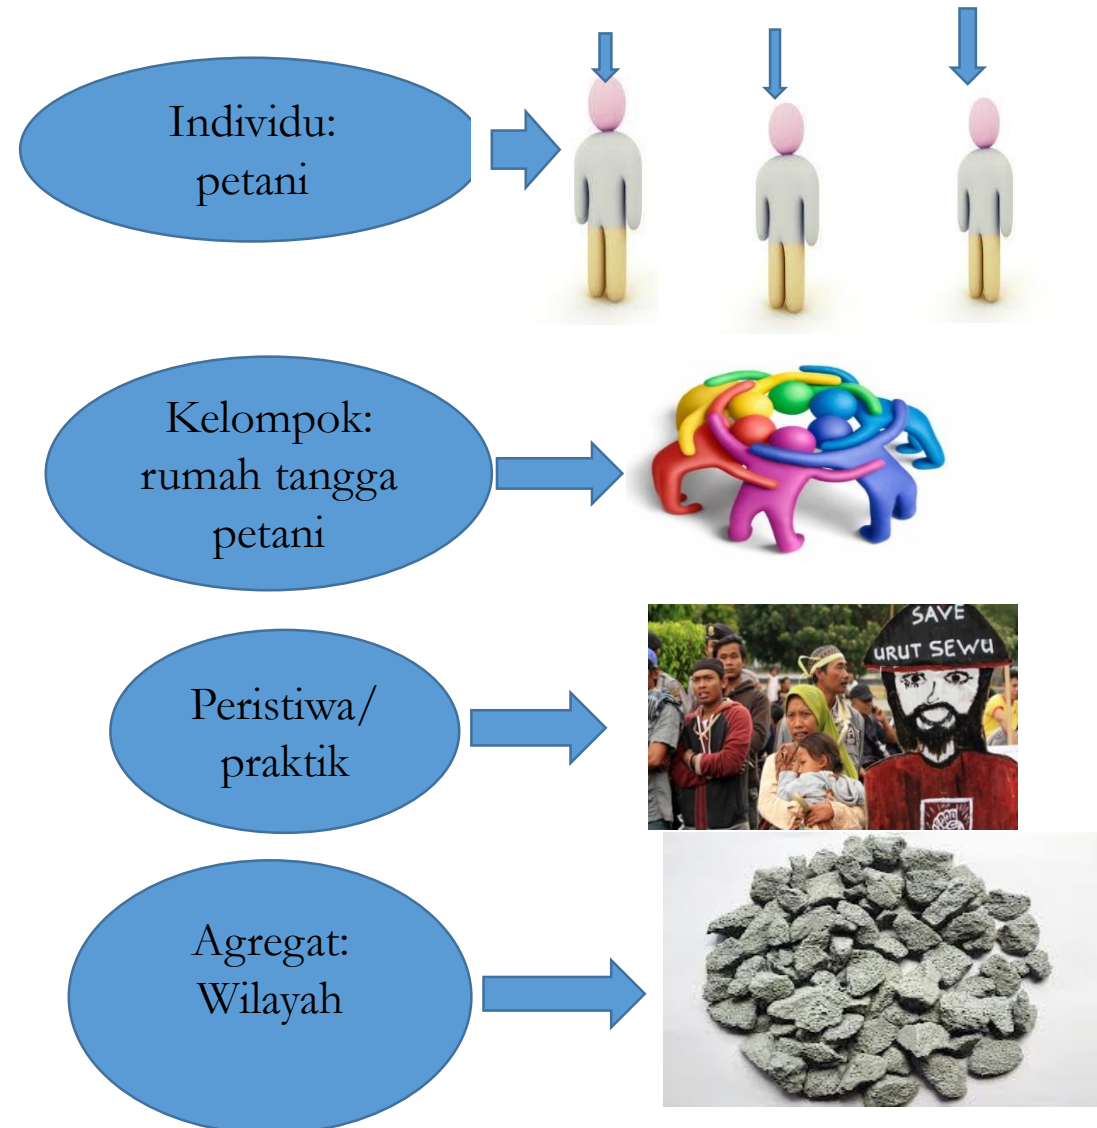 Individu:
petani
Kelompok:
rumah tangga
petani
SAVE
URUT SEWU
Peristiwa/
praktik
Agregat:
Wilayah